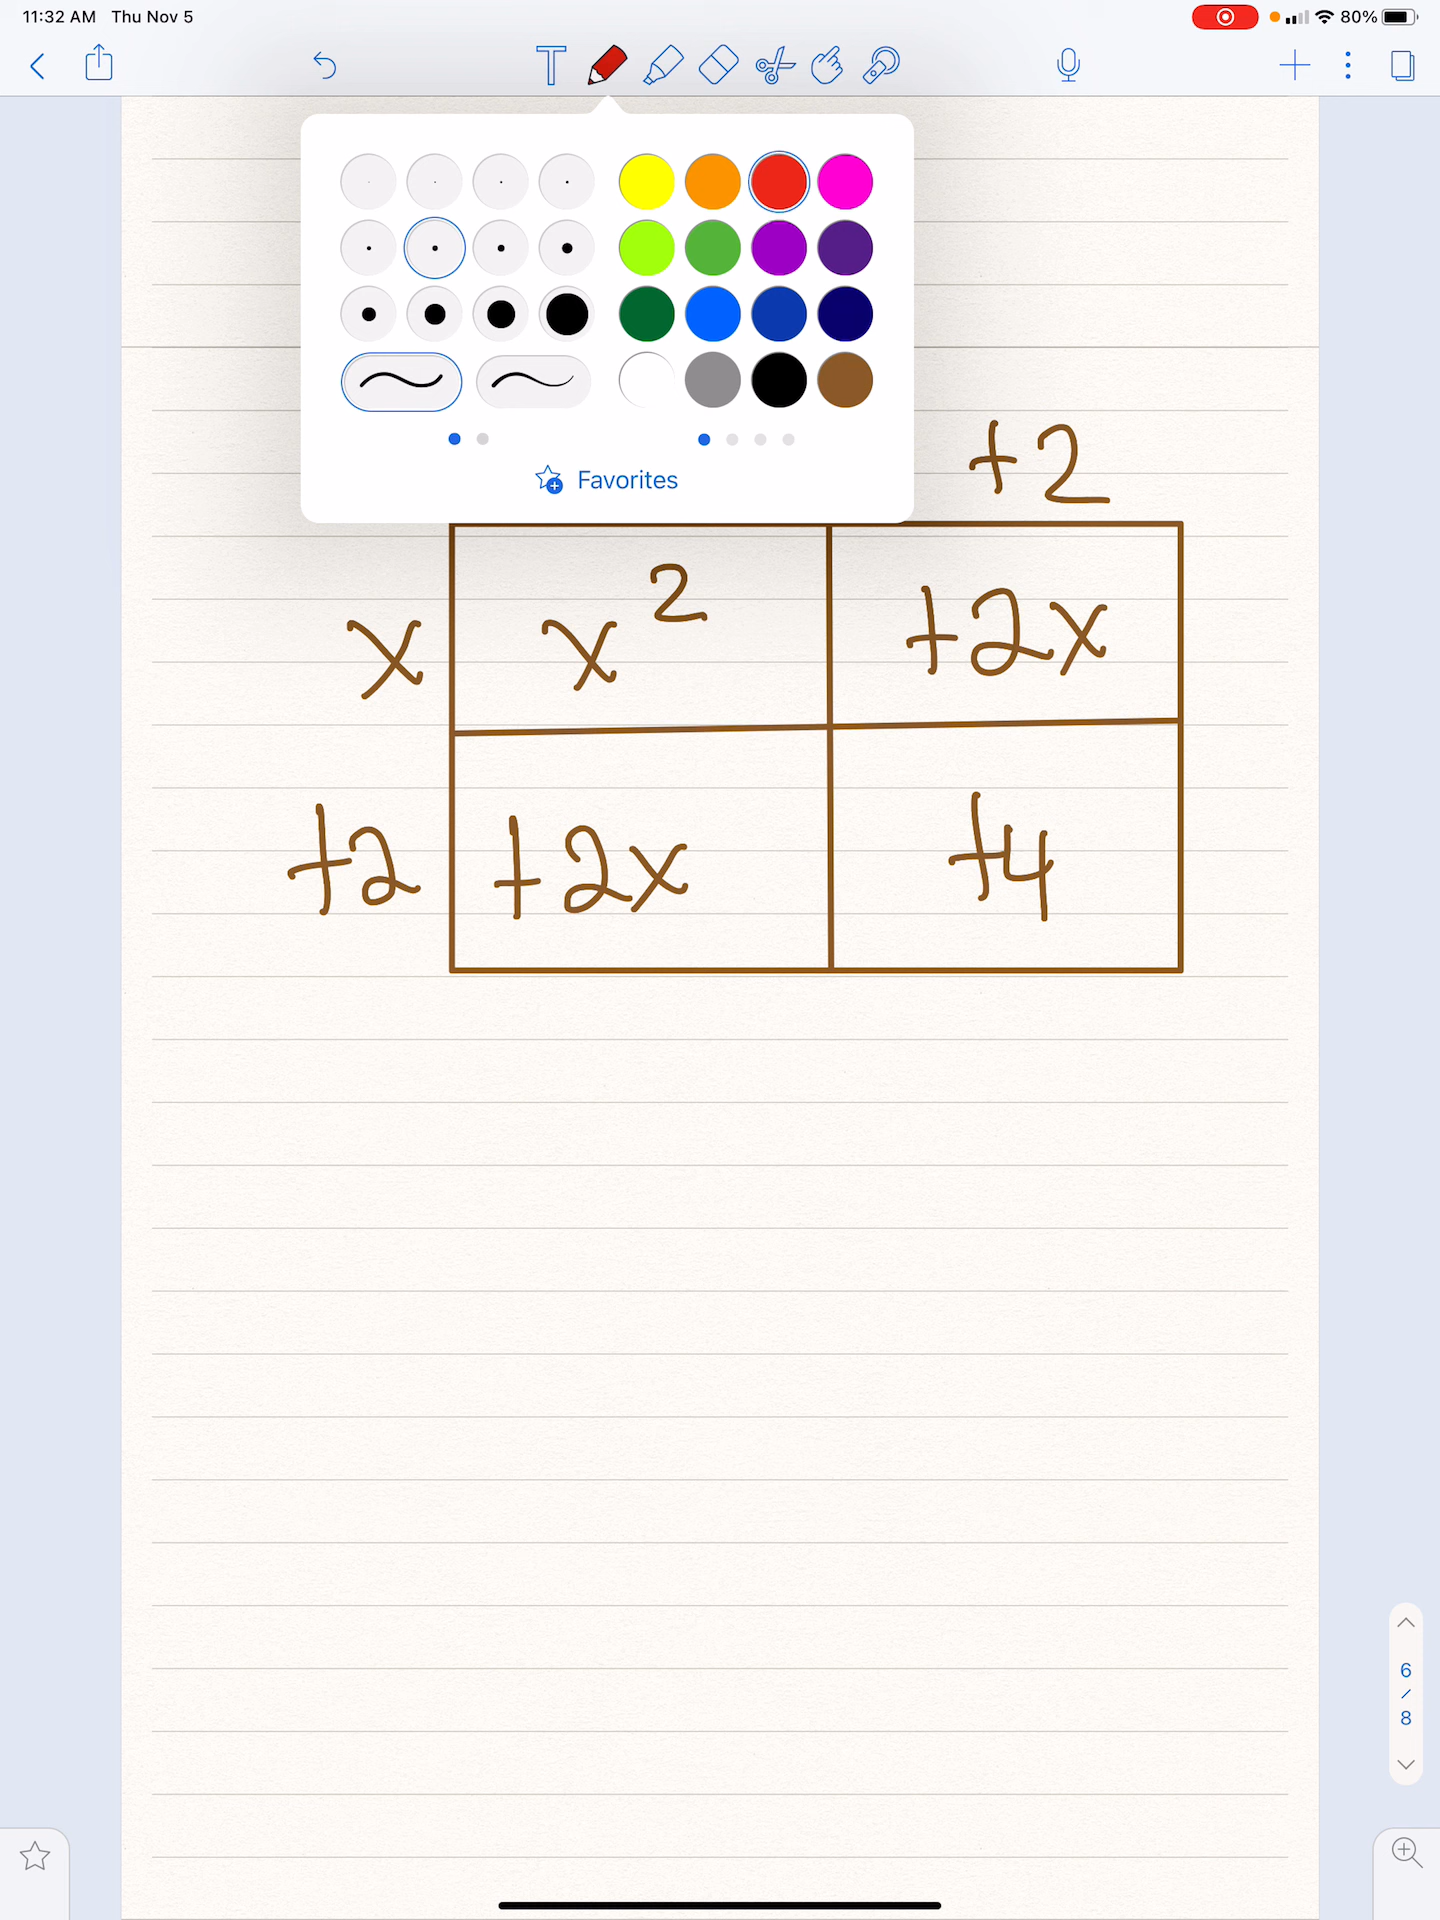 11:32 AM Thu Nov 5 80%
T
Favorites
+2
x x² +2x
+2 +2x +4
6
/
8